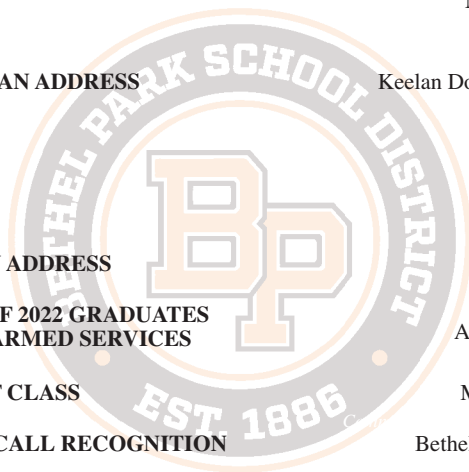 AN ADDRESS Keelan Do
ADDRESS
F 2022 GRADUATES
ARMED SERVICES A
CLASS M
CALL RECOGNITION Bethel
BETHEL PARK SCHOOL DISTRICT
BP
EST. 1886